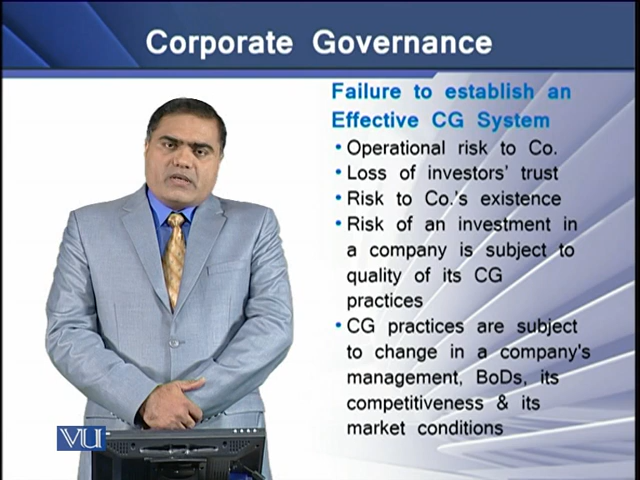 Corporate Governance
Failure to establish an
Effective CG System
• Operational risk to Co.
• Loss of investors' trust
• Risk to Co.'s existence
• Risk of an investment in
a company is subject to
quality of its CG
practices
• CG practices are subject
to change in a company's
management, BoDs, its
competitiveness & its
market conditions
VU